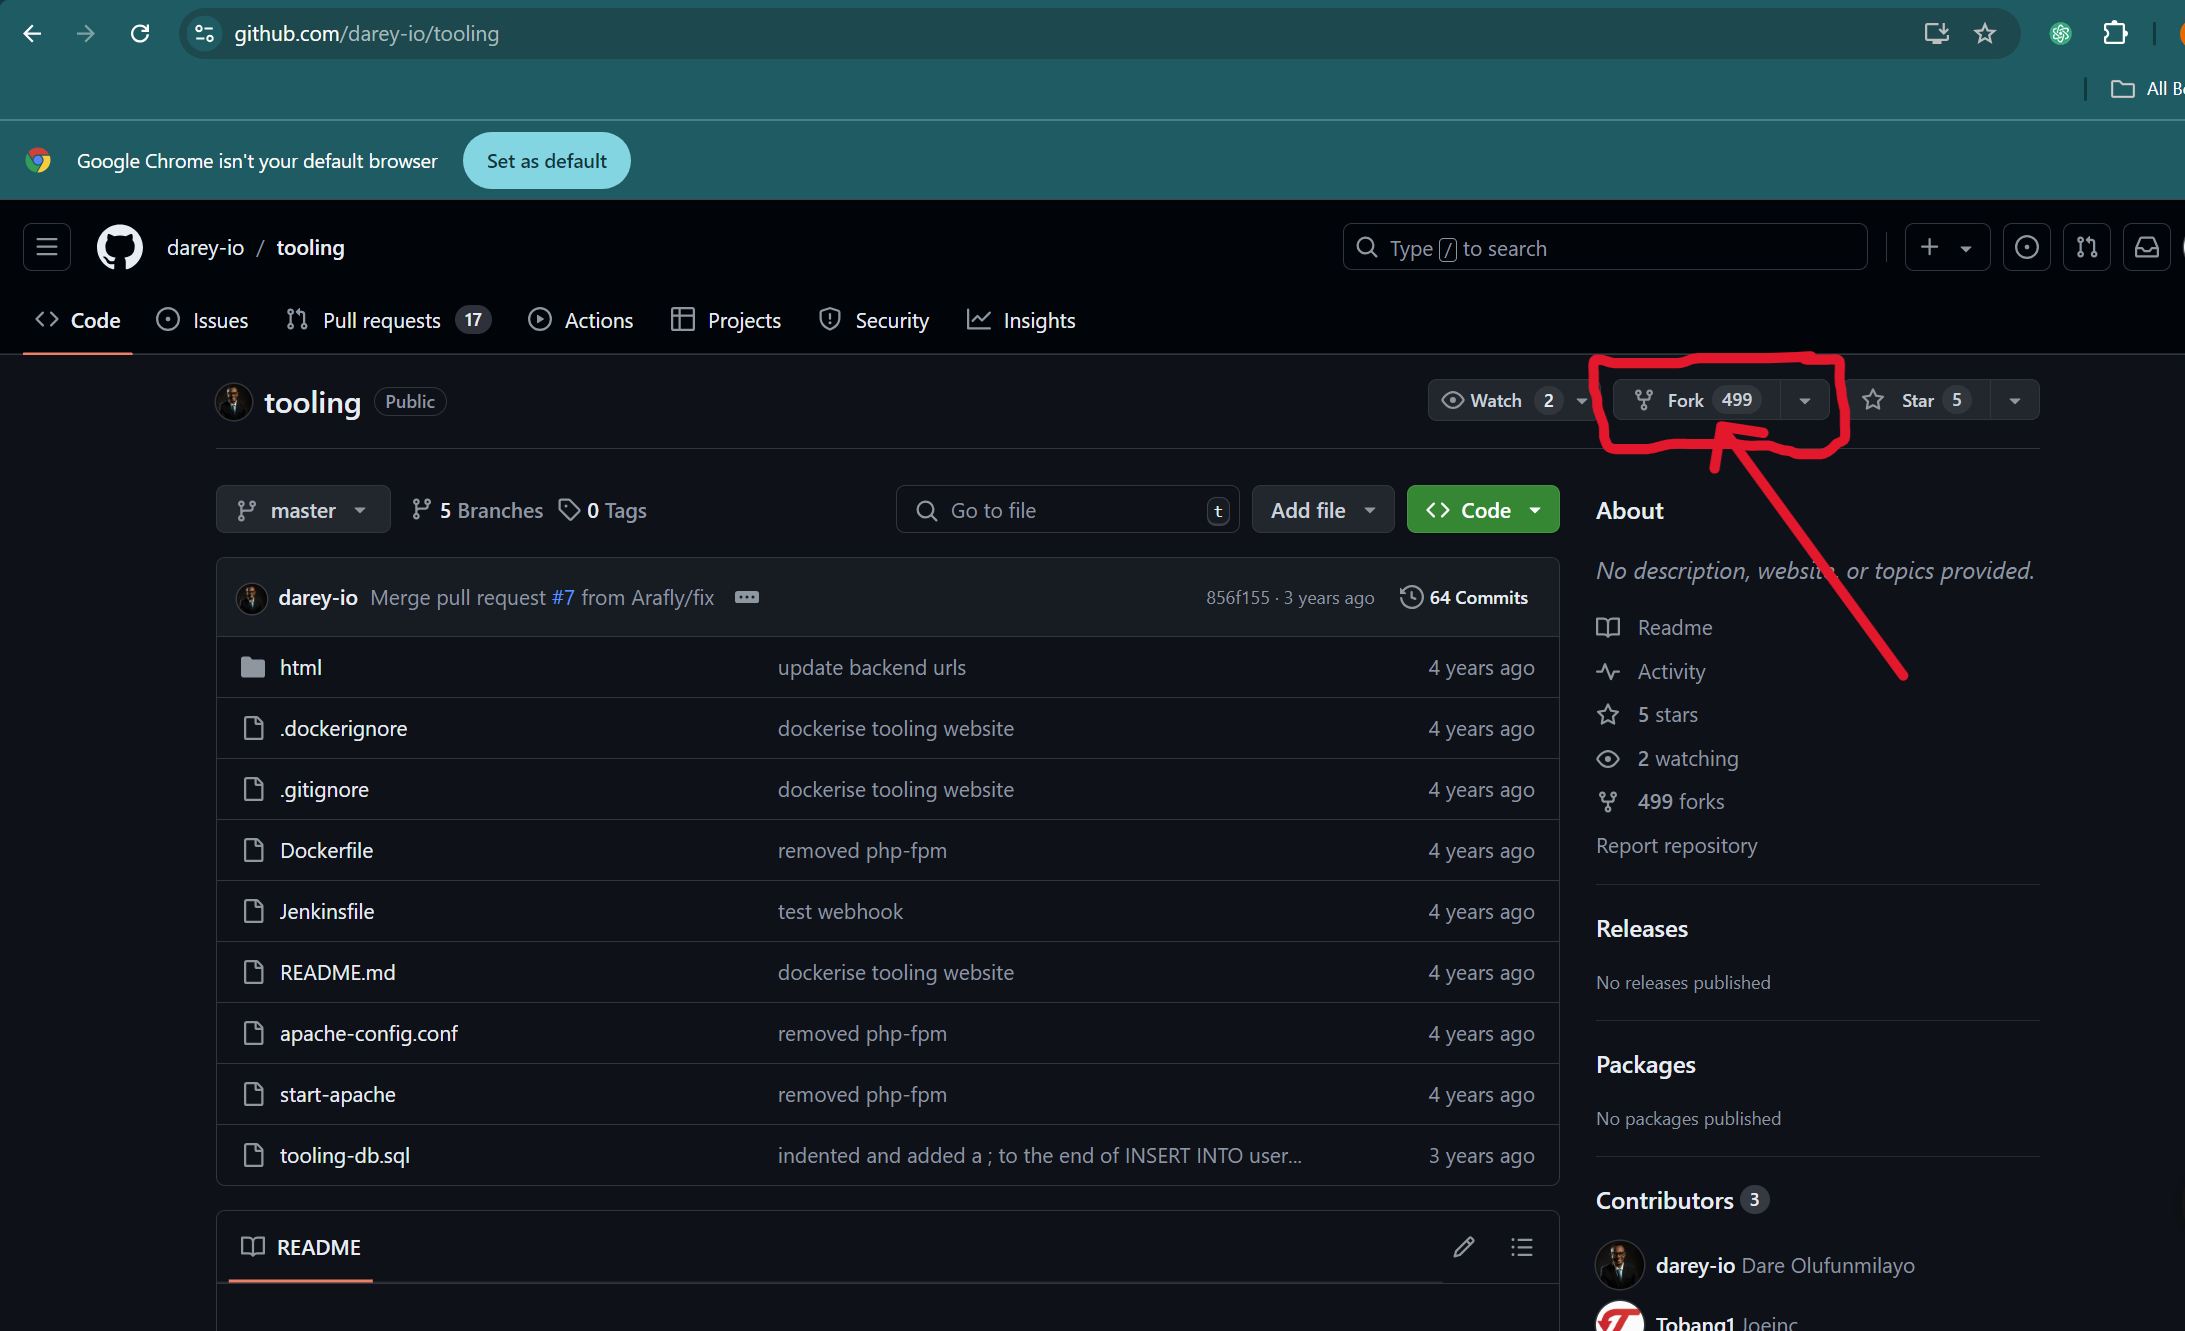 github.com/darey-io/tooling
All B
Google Chrome isn't your default browser
Set as default
darey-io / tooling
Type / to search
Code
Issues
Pull requests 17
Actions
Projects
Security
Insights
tooling Public
Watch 2
Fork 499
Star 5
master
5 Branches
0 Tags
Go to file t
Add file
Code
darey-io Merge pull request #7 from Arafly/fix
856f155 · 3 years ago
64 Commits
html update backend urls 4 years ago
.dockerignore dockerise tooling website 4 years ago
.gitignore dockerise tooling website 4 years ago
Dockerfile removed php-fpm 4 years ago
Jenkinsfile test webhook 4 years ago
README.md dockerise tooling website 4 years ago
apache-config.conf removed php-fpm 4 years ago
start-apache removed php-fpm 4 years ago
tooling-db.sql indented and added a ; to the end of INSERT INTO user... 3 years ago
README
About
No description, website, or topics provided.
Readme
Activity
5 stars
2 watching
499 forks
Report repository
Releases
No releases published
Packages
No packages published
Contributors 3
darey-io Dare Olufunmilayo
Tobang1 Joeinc